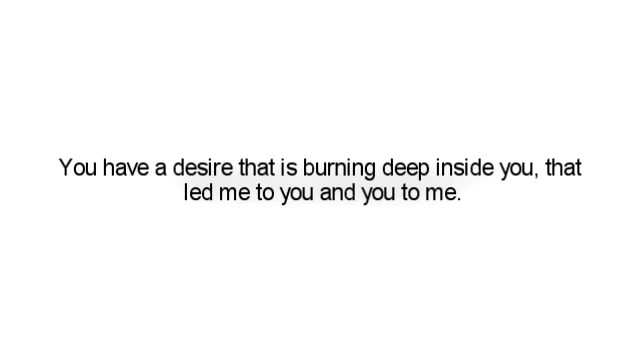 You have a desire that is burning deep inside you, that
led me to you and you to me.